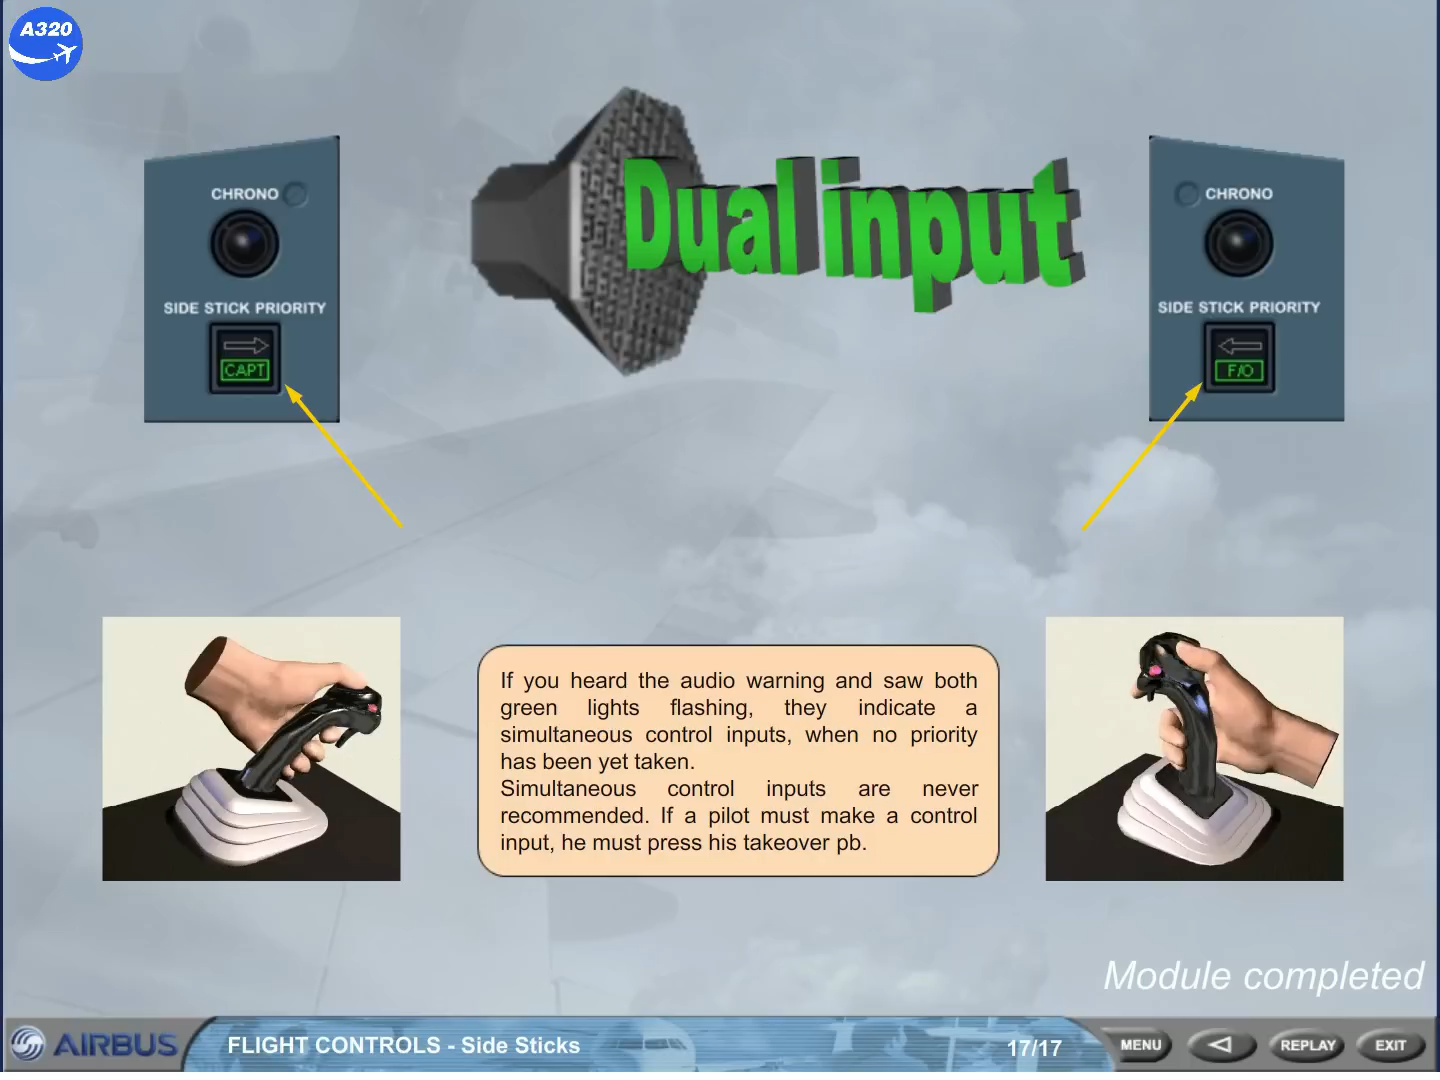 A320
Dual input
CHRONO
SIDE STICK PRIORITY
CAPT
CHRONO
SIDE STICK PRIORITY
F/O
If you heard the audio warning and saw both
green lights flashing, they indicate a
simultaneous control inputs, when no priority
has been yet taken.
Simultaneous control inputs are never
recommended. If a pilot must make a control
input, he must press his takeover pb.
Module completed
AIRBUS
FLIGHT CONTROLS - Side Sticks
17/17
MENU
REPLAY
EXIT